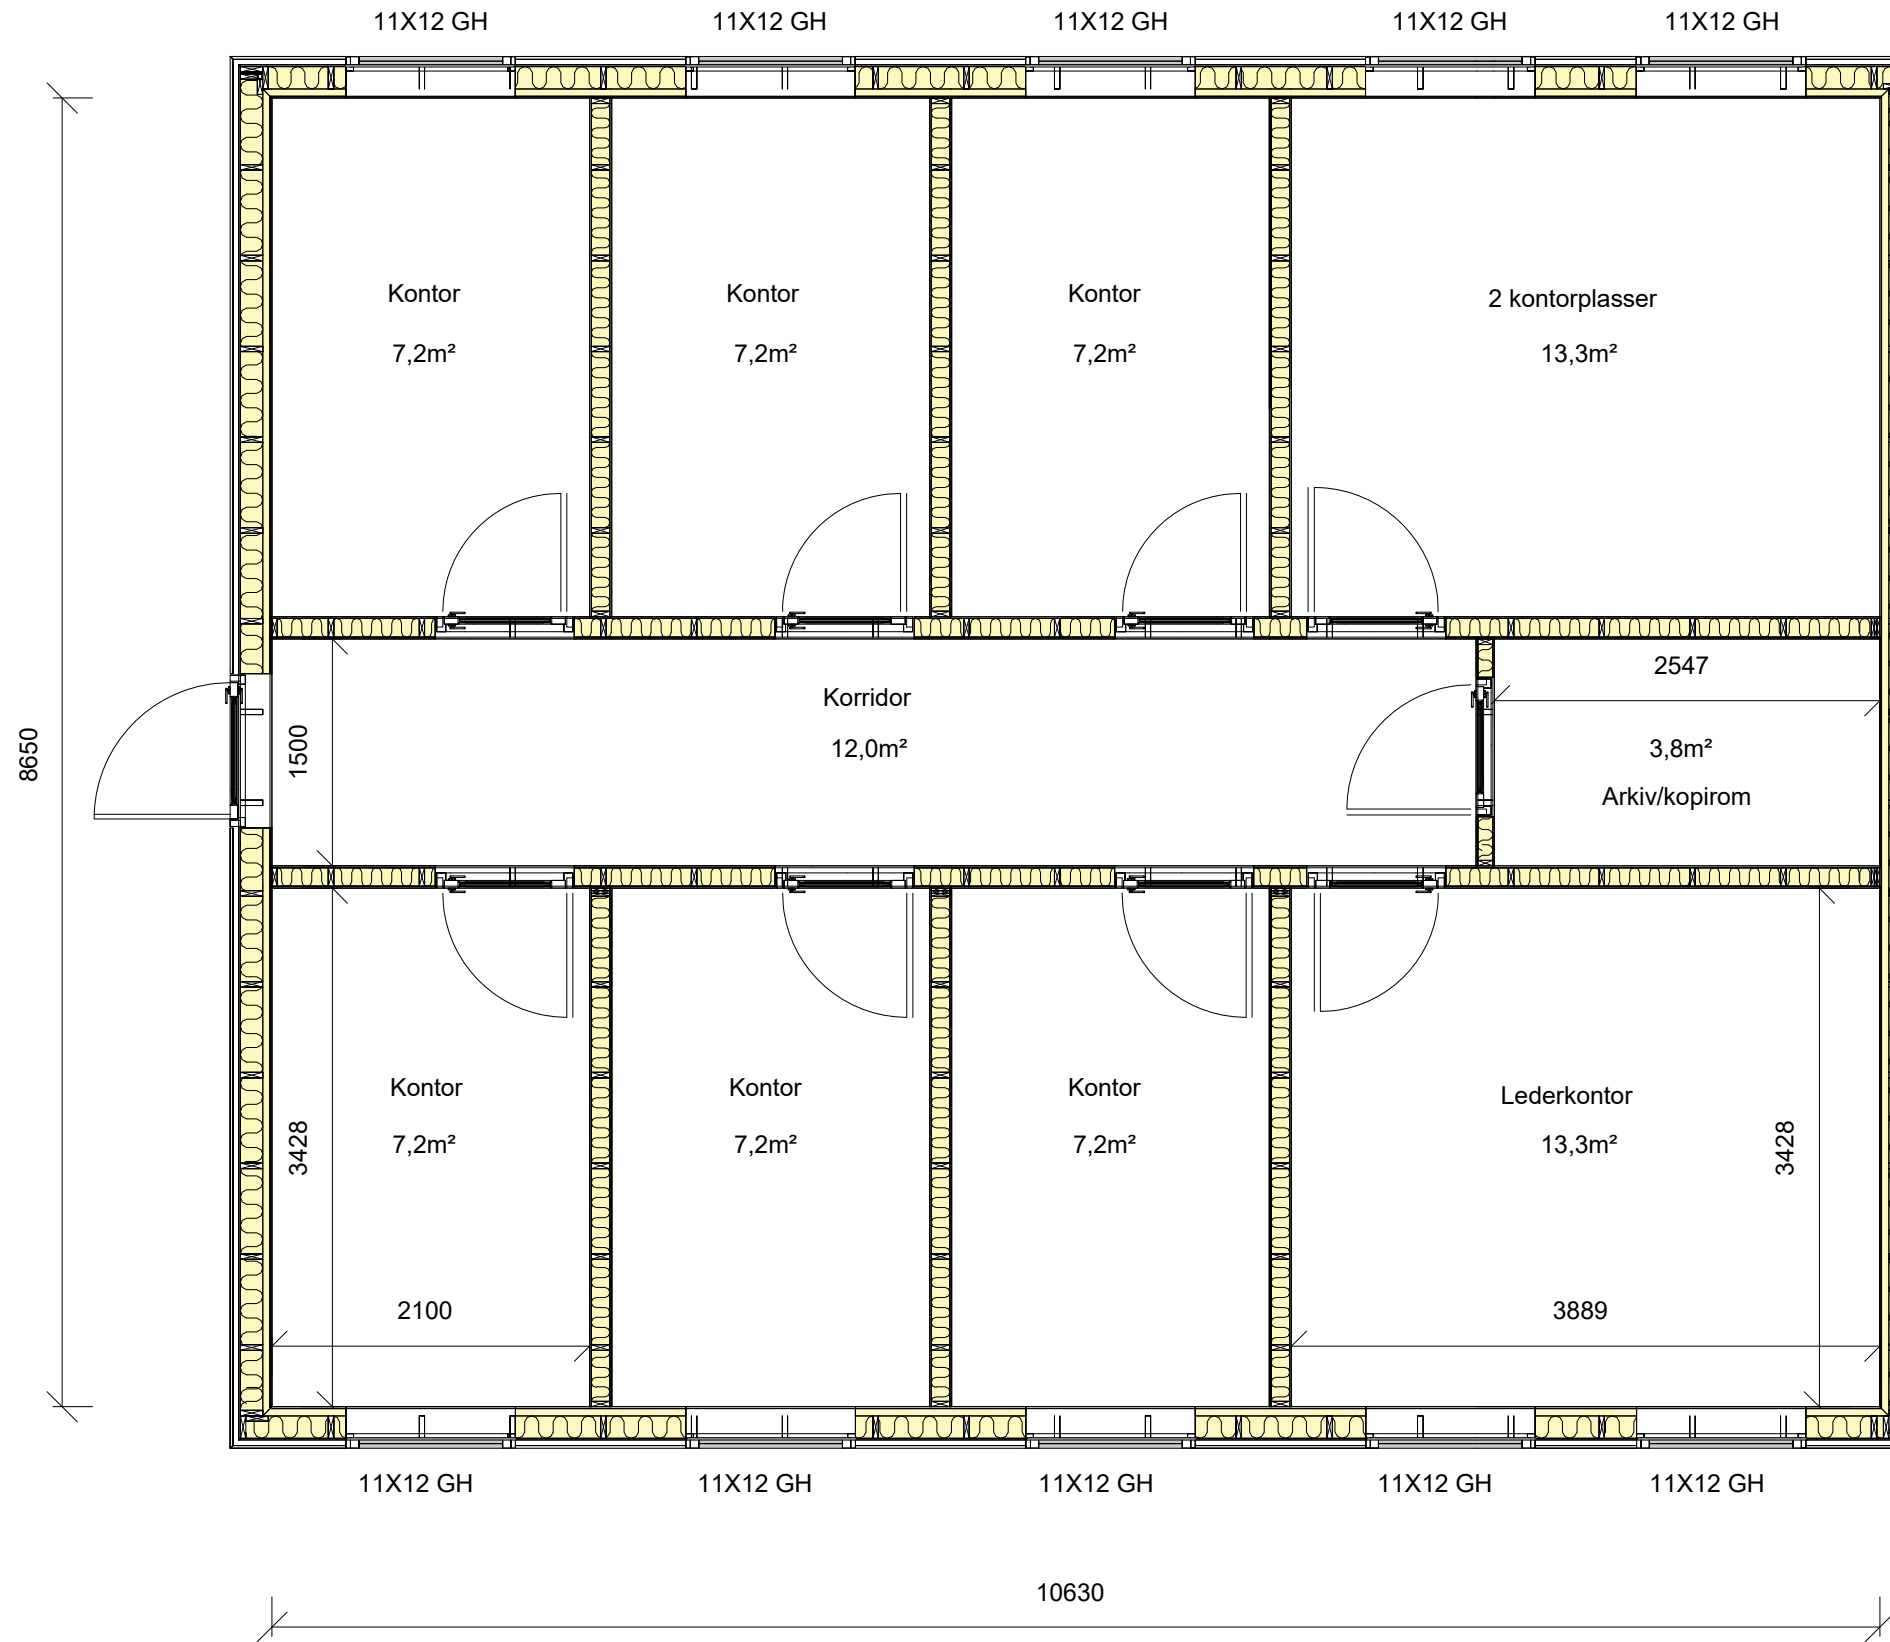 11X12 GH 11X12 GH 11X12 GH 11X12 GH 11X12 GH
Kontor Kontor Kontor 2 kontorplasser
7,2m² 7,2m² 7,2m² 13,3m²
2547
Korridor
8650 1500 12,0m² 3,8m²
Arkiv/kopirom
Kontor Kontor Kontor Lederkontor
3428 7,2m² 7,2m² 7,2m² 13,3m² 3428
2100 3889
11X12 GH 11X12 GH 11X12 GH 11X12 GH 11X12 GH
10630